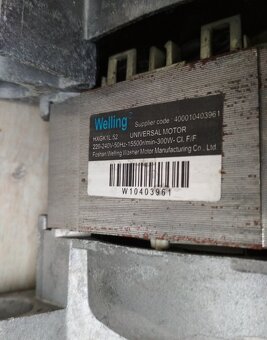 Welling Supplier code : 400010403961
HXGK1L.52 UNIVERSAL MOTOR
220-240V-50Hz-15500r/min-300W- Cl. F/F
Foshan Welling Washer Motor Manufacturing Co., Ltd
W10403961